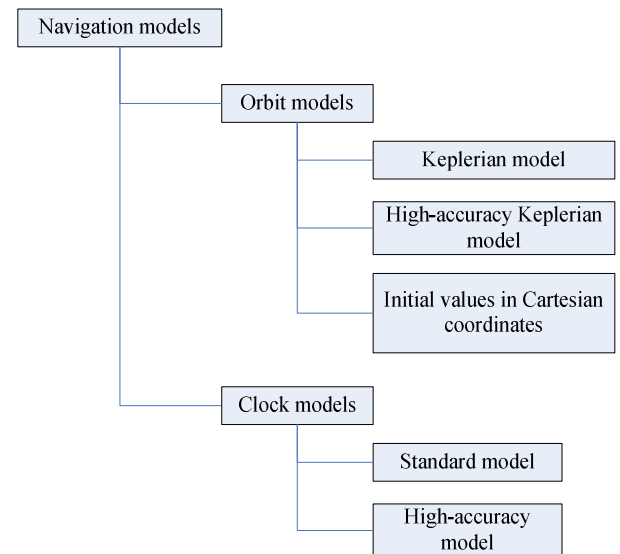 Navigation models
Orbit models
Keplerian model
High-accuracy Keplerian
model
Initial values in Cartesian
coordinates
Clock models
Standard model
High-accuracy
model